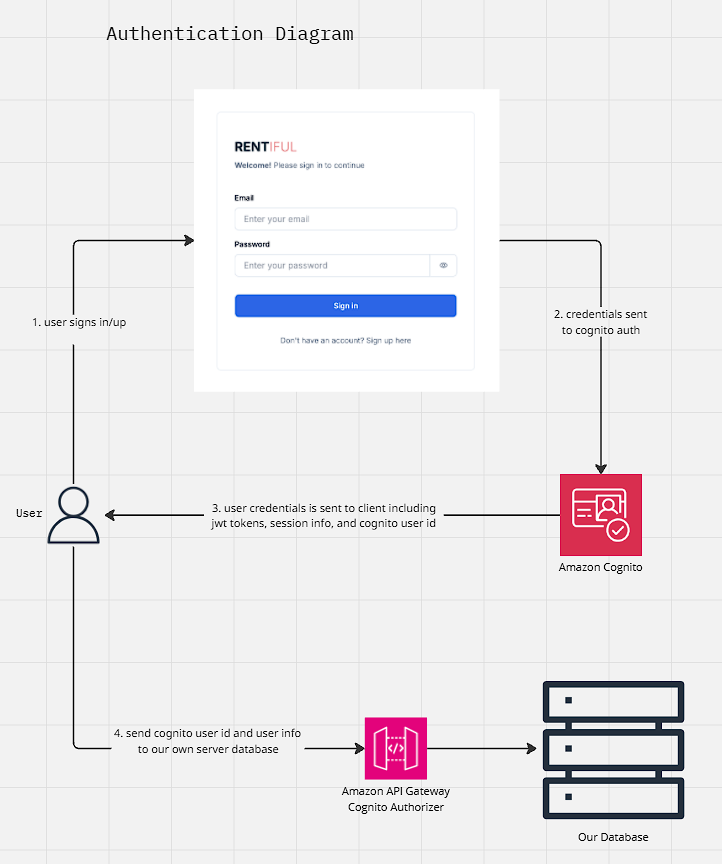 Authentication Diagram
RENTIFUL
Welcome! Please sign in to continue
Email
Enter your email
Password
Enter your password
Sign in
Don't have an account? Sign up here
1. user signs in/up
2. credentials sent
to cognito auth
User
3. user credentials is sent to client including
jwt tokens, session info, and cognito user id
Amazon Cognito
4. send cognito user id and user info
to our own server database
Amazon API Gateway
Cognito Authorizer
Our Database